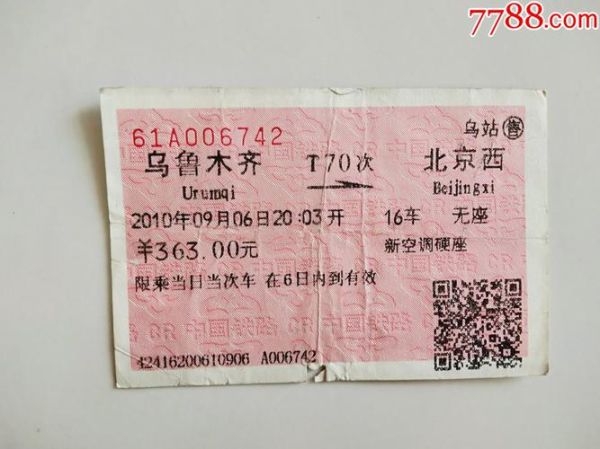 7788.com
61A006742 乌站㊣售
乌鲁木齐 T70次 北京西
Urumqi Beijingxi
2010年09月06日20:03开 16车 无座
¥363.00元 新空调硬座
限乘当日当次车 在6日内到有效
42416200610906 A006742